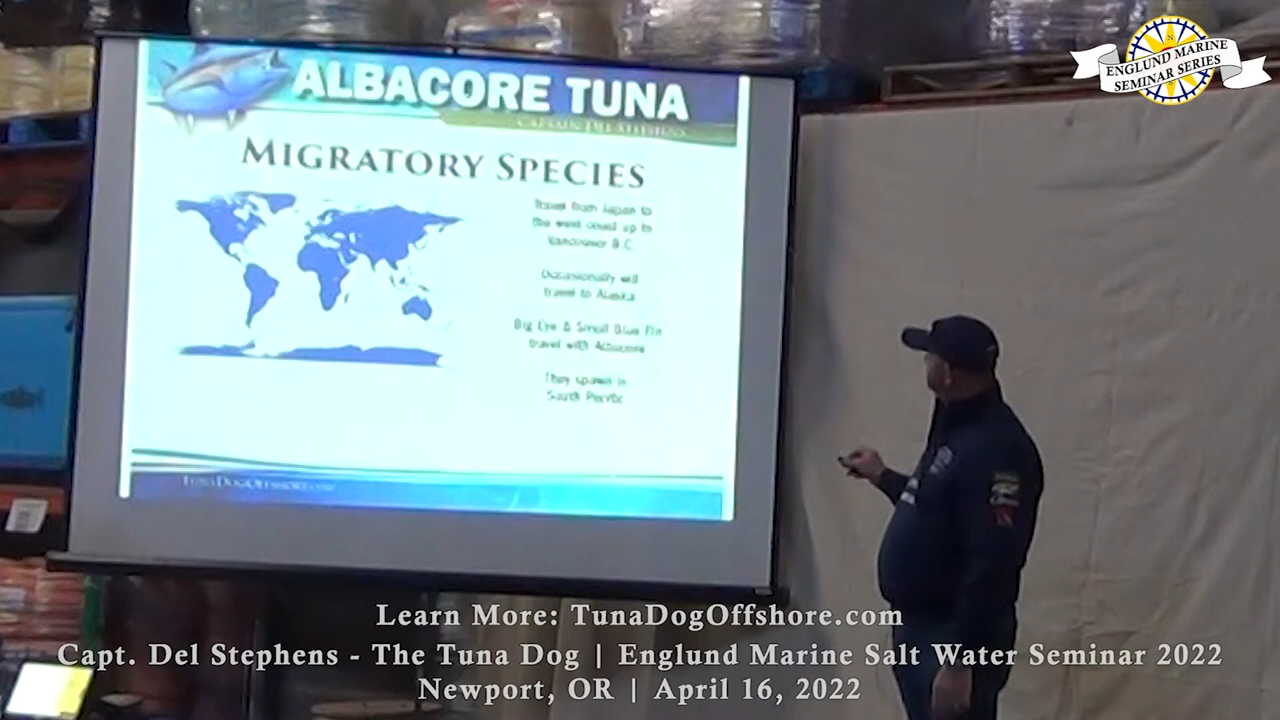 ENGLUND MARINE
SEMINAR SERIES
ALBACORE TUNA
CAPTAIN DEL STEPHENS
MIGRATORY SPECIES
Travel from Japan to
the west coast up to
Vancouver B.C.
Occasionally will
travel to Alaska
Big Eye & Small Blue Fin
travel with Albacore
They spawn in
South Pacific
TUNADOGOFFSHORE.COM
Learn More: TunaDogOffshore.com
Capt. Del Stephens - The Tuna Dog | Englund Marine Salt Water Seminar 2022
Newport, OR | April 16, 2022